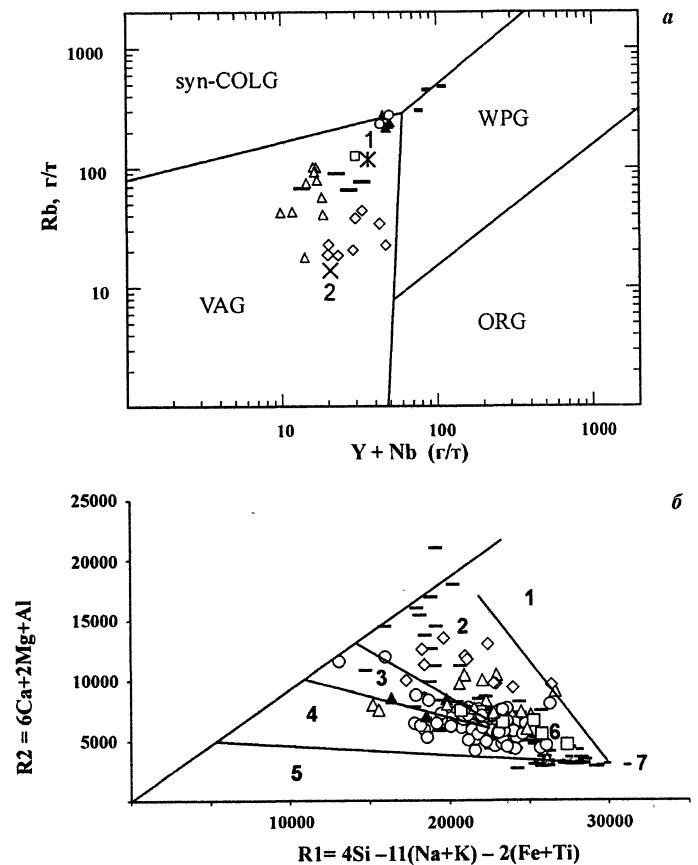 а
1000
syn-COLG
WPG
1
100
Rb, г/т
10
2
VAG
ORG
10
100
1000
Y + Nb (г/т)
б
25000
20000
15000
10000
5000
0
R2 = 6Ca+2Mg+Al
1
2
3
4
6
5
- 7
10000
20000
30000
R1= 4Si –11(Na+K) – 2(Fe+Ti)